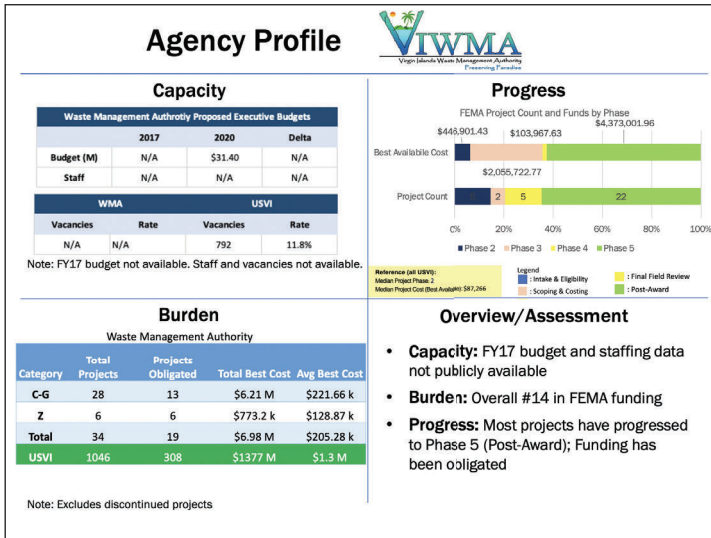 Agency Profile
VIWMA
Virgin Islands Waste Management Authority
Preserving Paradise
Capacity
Waste Management Authrotly Proposed Executive Budgets
2017 2020 Delta
Budget (M) N/A $31.40 N/A
Staff N/A N/A N/A
WMA USVI
Vacancies Rate Vacancies Rate
N/A N/A 792 11.8%
Note: FY17 budget not available. Staff and vacancies not available.
Progress
FEMA Project Count and Funds by Phase
$446,901.43 $103,967.63 $4,373,001.96
Best Availabile Cost
$2,055,722.77
Project Count 2 5 22
0% 20% 40% 60% 80% 100%
Phase 2 Phase 3 Phase 4 Phase 5
Reference (all USVI):
Median Project Phase: 2
Median Project Cost (Best Available): $87,266
Legend
: Intake & Eligibility
: Scoping & Costing
: Final Field Review
: Post-Award
Burden
Waste Management Authority
Category Total Projects Projects Obligated Total Best Cost Avg Best Cost
C-G 28 13 $6.21 M $221.66 k
Z 6 6 $773.2 k $128.87 k
Total 34 19 $6.98 M $205.28 k
USVI 1046 308 $1377 M $1.3 M
Note: Excludes discontinued projects
Overview/Assessment
• Capacity: FY17 budget and staffing data
not publicly available
• Burden: Overall #14 in FEMA funding
• Progress: Most projects have progressed
to Phase 5 (Post-Award); Funding has
been obligated